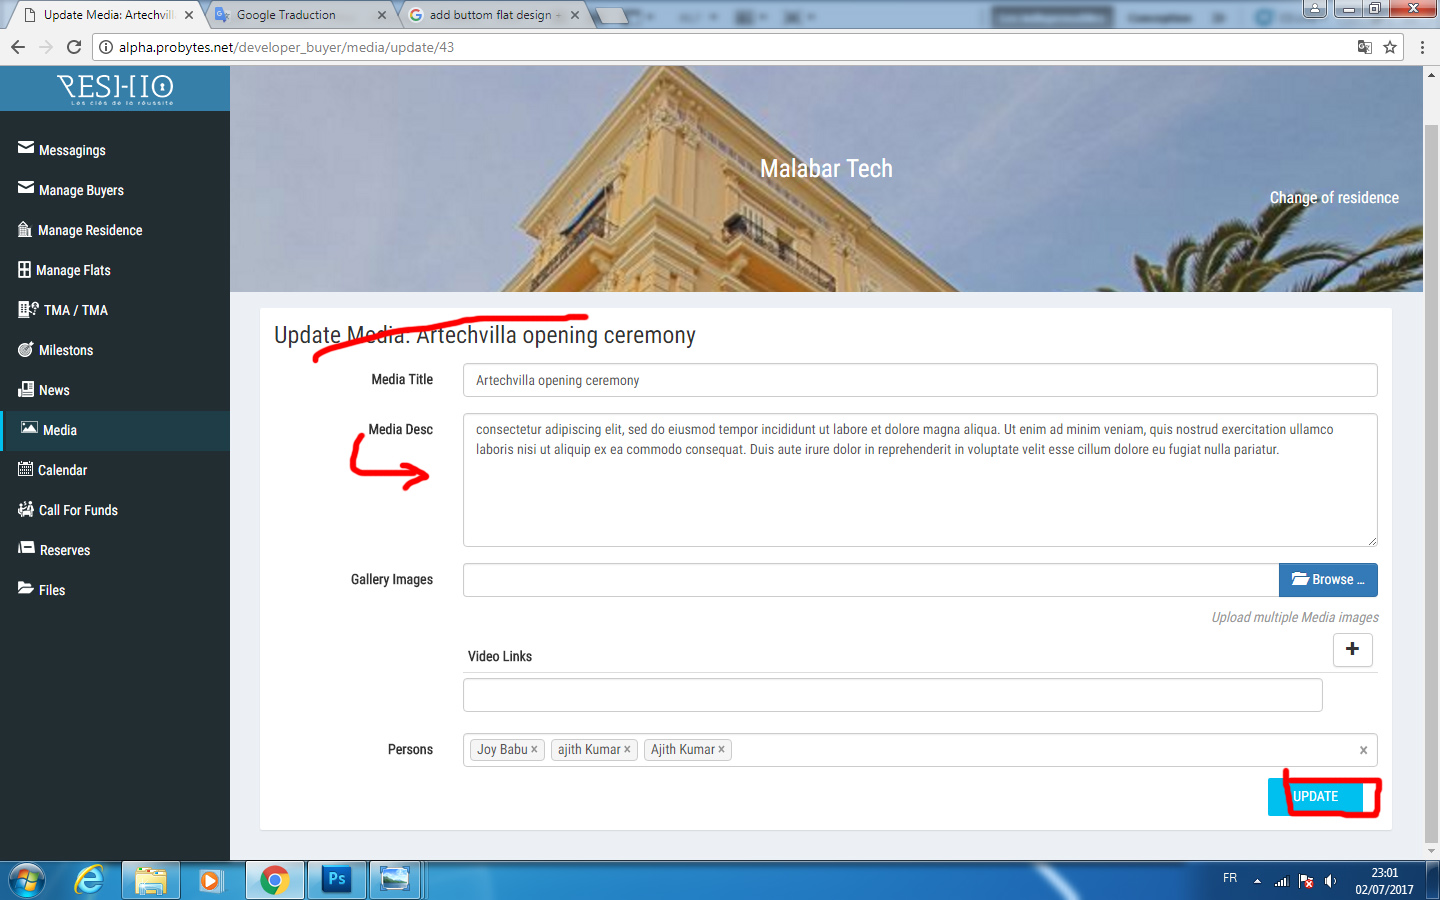 Update Media: Artechvill
Google Traduction
add buttom flat design -
alpha.probytes.net/developer_buyer/media/update/43
RESHIO
Les clés de la réussite
Messagings
Manage Buyers
Manage Residence
Manage Flats
TMA / TMA
Milestons
News
Media
Calendar
Call For Funds
Reserves
Files
Malabar Tech
Change of residence
Update Media: Artechvilla opening ceremony
Media Title
Artechvilla opening ceremony
Media Desc
consectetur adipiscing elit, sed do eiusmod tempor incididunt ut labore et dolore magna aliqua. Ut enim ad minim veniam, quis nostrud exercitation ullamco
laboris nisi ut aliquip ex ea commodo consequat. Duis aute irure dolor in reprehenderit in voluptate velit esse cillum dolore eu fugiat nulla pariatur.
Gallery Images
Browse ...
Upload multiple Media images
Video Links
+
Persons
Joy Babu ×
ajith Kumar ×
Ajith Kumar ×
×
UPDATE
Ps
FR
23:01
02/07/2017